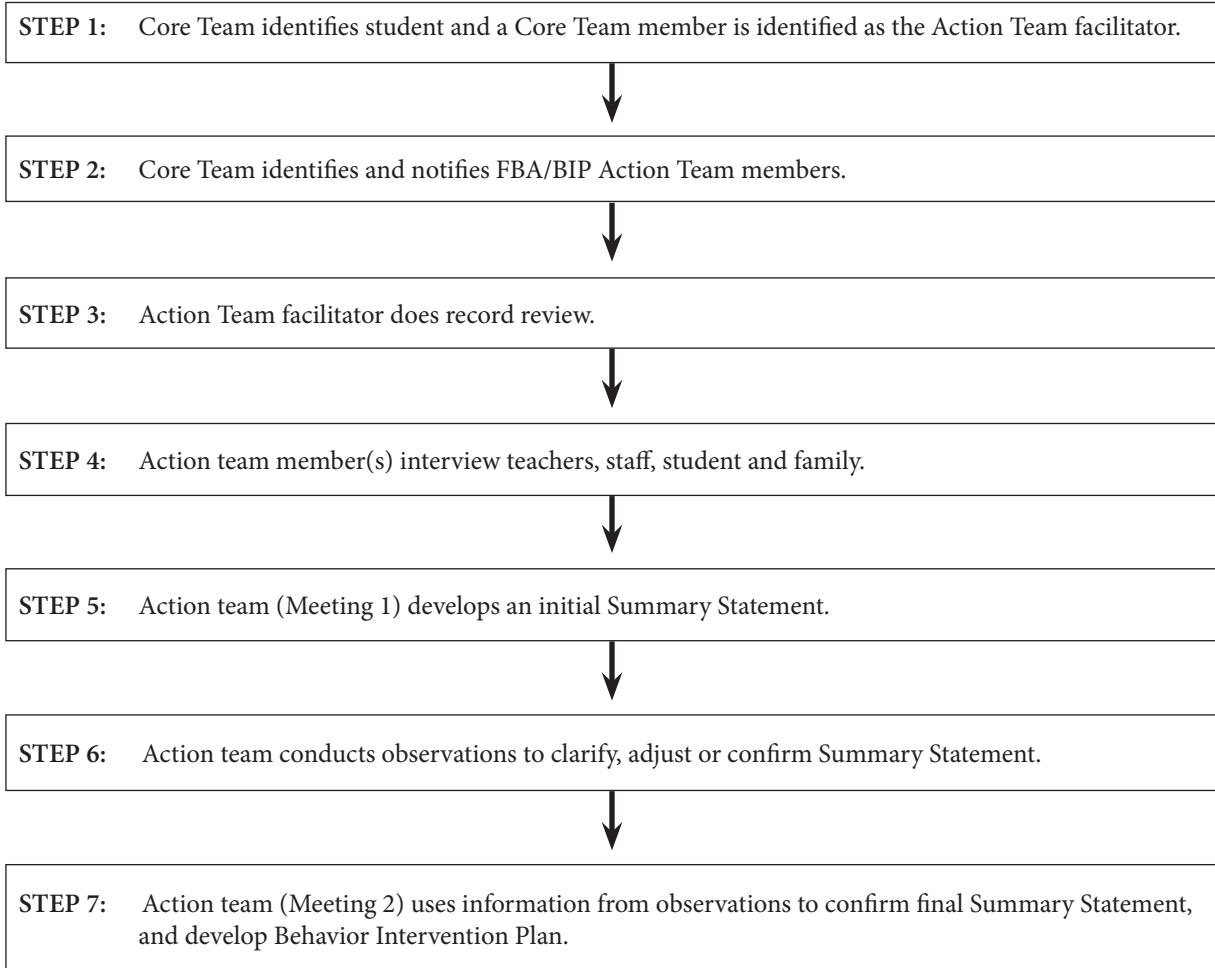 STEP 1: Core Team identifies student and a Core Team member is identified as the Action Team facilitator.
STEP 2: Core Team identifies and notifies FBA/BIP Action Team members.
STEP 3: Action Team facilitator does record review.
STEP 4: Action team member(s) interview teachers, staff, student and family.
STEP 5: Action team (Meeting 1) develops an initial Summary Statement.
STEP 6: Action team conducts observations to clarify, adjust or confirm Summary Statement.
STEP 7: Action team (Meeting 2) uses information from observations to confirm final Summary Statement,
and develop Behavior Intervention Plan.